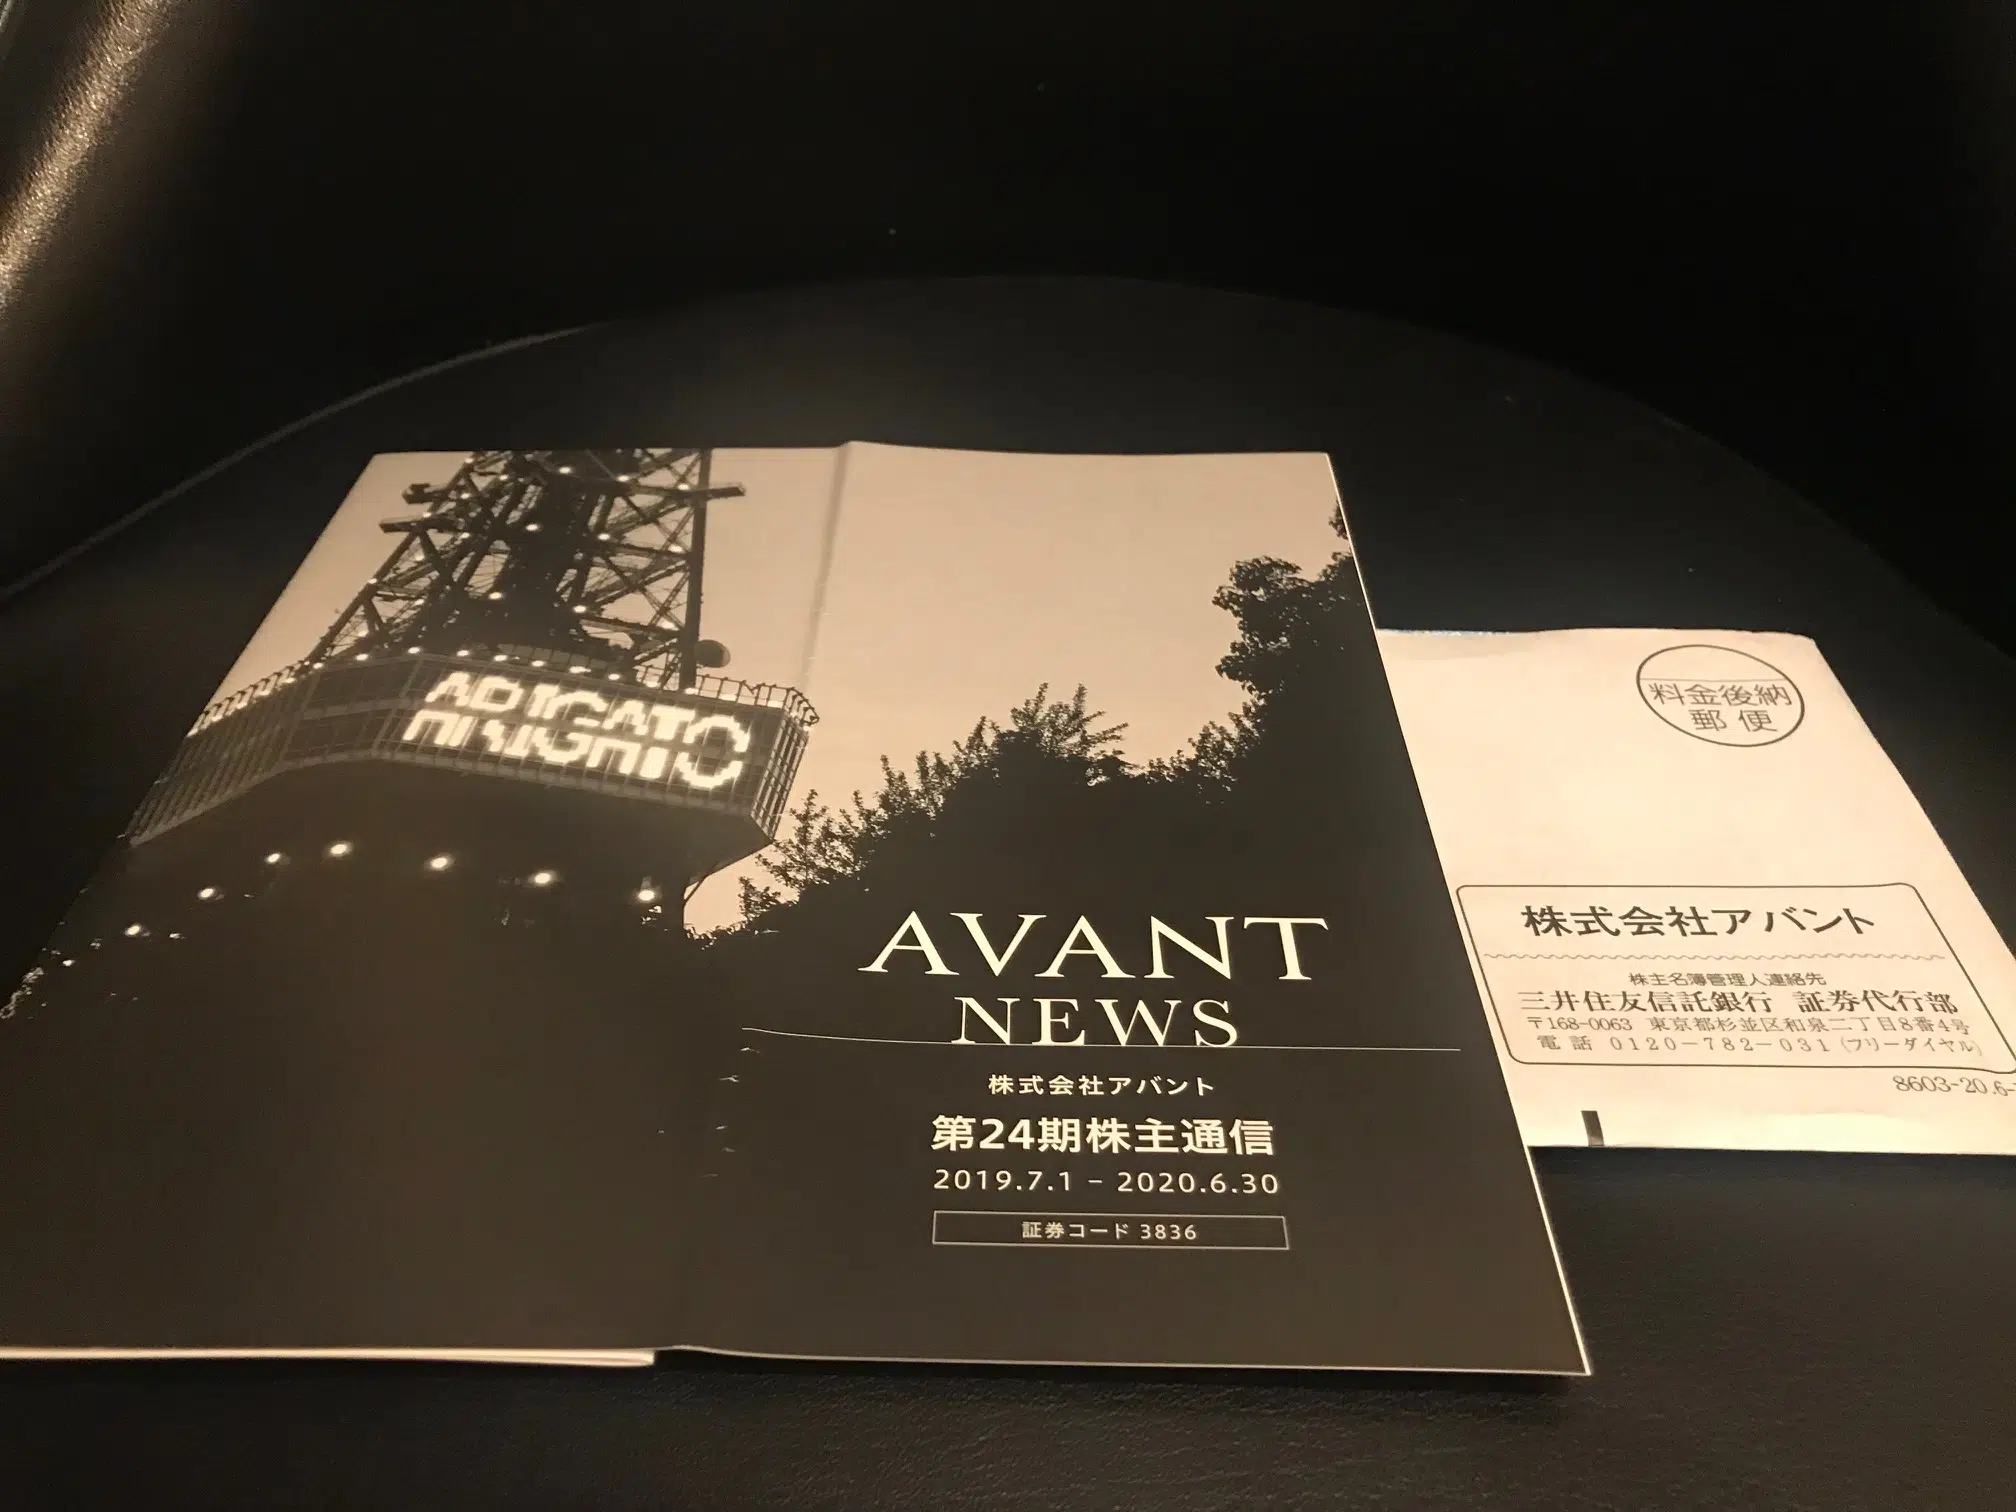 ARIGATO
AVANT
NEWS
株式会社アバント
第24期株主通信
2019.7.1 – 2020.6.30
証券コード 3836
料金後納
郵便
株式会社アバント
株主名簿管理人連絡先
三井住友信託銀行 証券代行部
〒168-0063 東京都杉並区和泉二丁目8番4号
電話 0120-782-031 (フリーダイヤル)
8603-20.6-